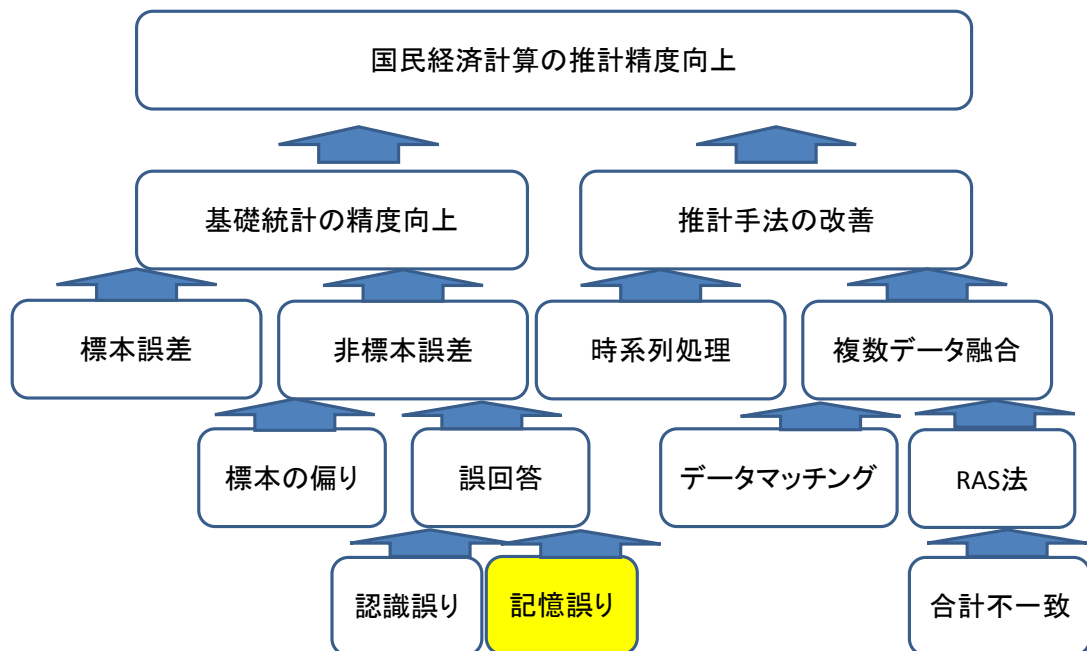 国民経済計算の推計精度向上
基礎統計の精度向上
推計手法の改善
標本誤差
非標本誤差
時系列処理
複数データ融合
標本の偏り
誤回答
データマッチング
RAS法
認識誤り
記憶誤り
合計不一致